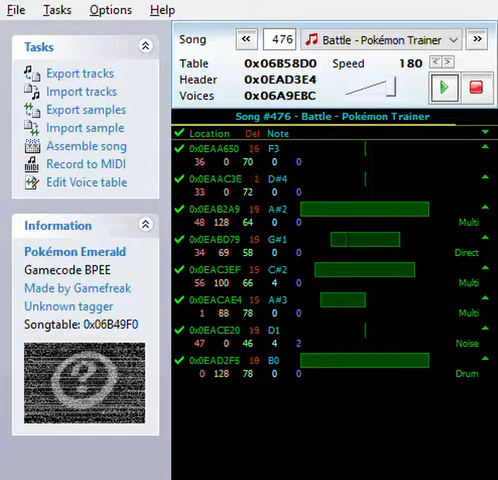 File Tasks Options Help
Tasks
Export tracks
Import tracks
Export samples
Import sample
Assemble song
Record to MIDI
Edit Voice table
Information
Pokémon Emerald
Gamecode BPEE
Made by Gamefreak
Unknown tagger
Songtable: 0x06B49F0
Song 476 Battle - Pokémon Trainer
Table 0x06B58D0 Speed 180
Header 0x0EAD3E4
Voices 0x06A9EBC
Song #476 - Battle - Pokémon Trainer
Location Del Note
0x0EAA650 19 F3
36 0 70 0 0
0x0EAAC3E 1 D#4
33 0 72 0
0x0EAB2A9 19 A#2
48 128 64 0 0 Multi
0x0EABD79 19 G#1
34 69 58 0 0 Direct
0x0EAC3EF 19 C#2
56 100 66 4 0 Multi
0x0EACAE4 19 A#3
1 88 78 0 0 Multi
0x0EACE20 19 D1
47 0 46 4 2 Noise
0x0EAD2F5 19 B0
0 128 78 0 0 Drum